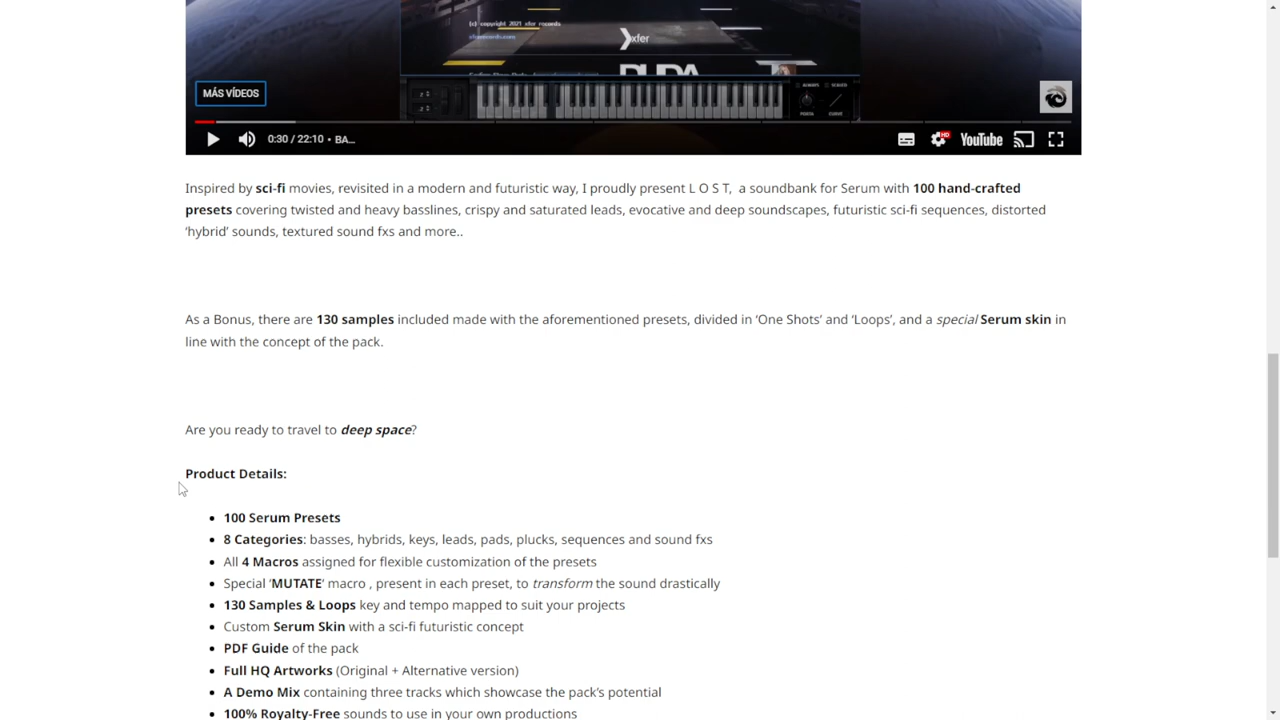 (c) copyright 2021 xfer records
xfer
DUDA
MÁS VÍDEOS
0:30 / 22:10 • BA...
HD
YouTube
Inspired by sci-fi movies, revisited in a modern and futuristic way, I proudly present L O S T,  a soundbank for Serum with 100 hand-crafted
presets covering twisted and heavy basslines, crispy and saturated leads, evocative and deep soundscapes, futuristic sci-fi sequences, distorted
‘hybrid’ sounds, textured sound fxs and more..
As a Bonus, there are 130 samples included made with the aforementioned presets, divided in ‘One Shots’ and ‘Loops’, and a special Serum skin in
line with the concept of the pack.
Are you ready to travel to deep space?
Product Details:
• 100 Serum Presets
• 8 Categories: basses, hybrids, keys, leads, pads, plucks, sequences and sound fxs
• All 4 Macros assigned for flexible customization of the presets
• Special ‘MUTATE’ macro , present in each preset, to transform the sound drastically
• 130 Samples & Loops key and tempo mapped to suit your projects
• Custom Serum Skin with a sci-fi futuristic concept
• PDF Guide of the pack
• Full HQ Artworks (Original + Alternative version)
• A Demo Mix containing three tracks which showcase the pack’s potential
• 100% Royalty-Free sounds to use in your own productions